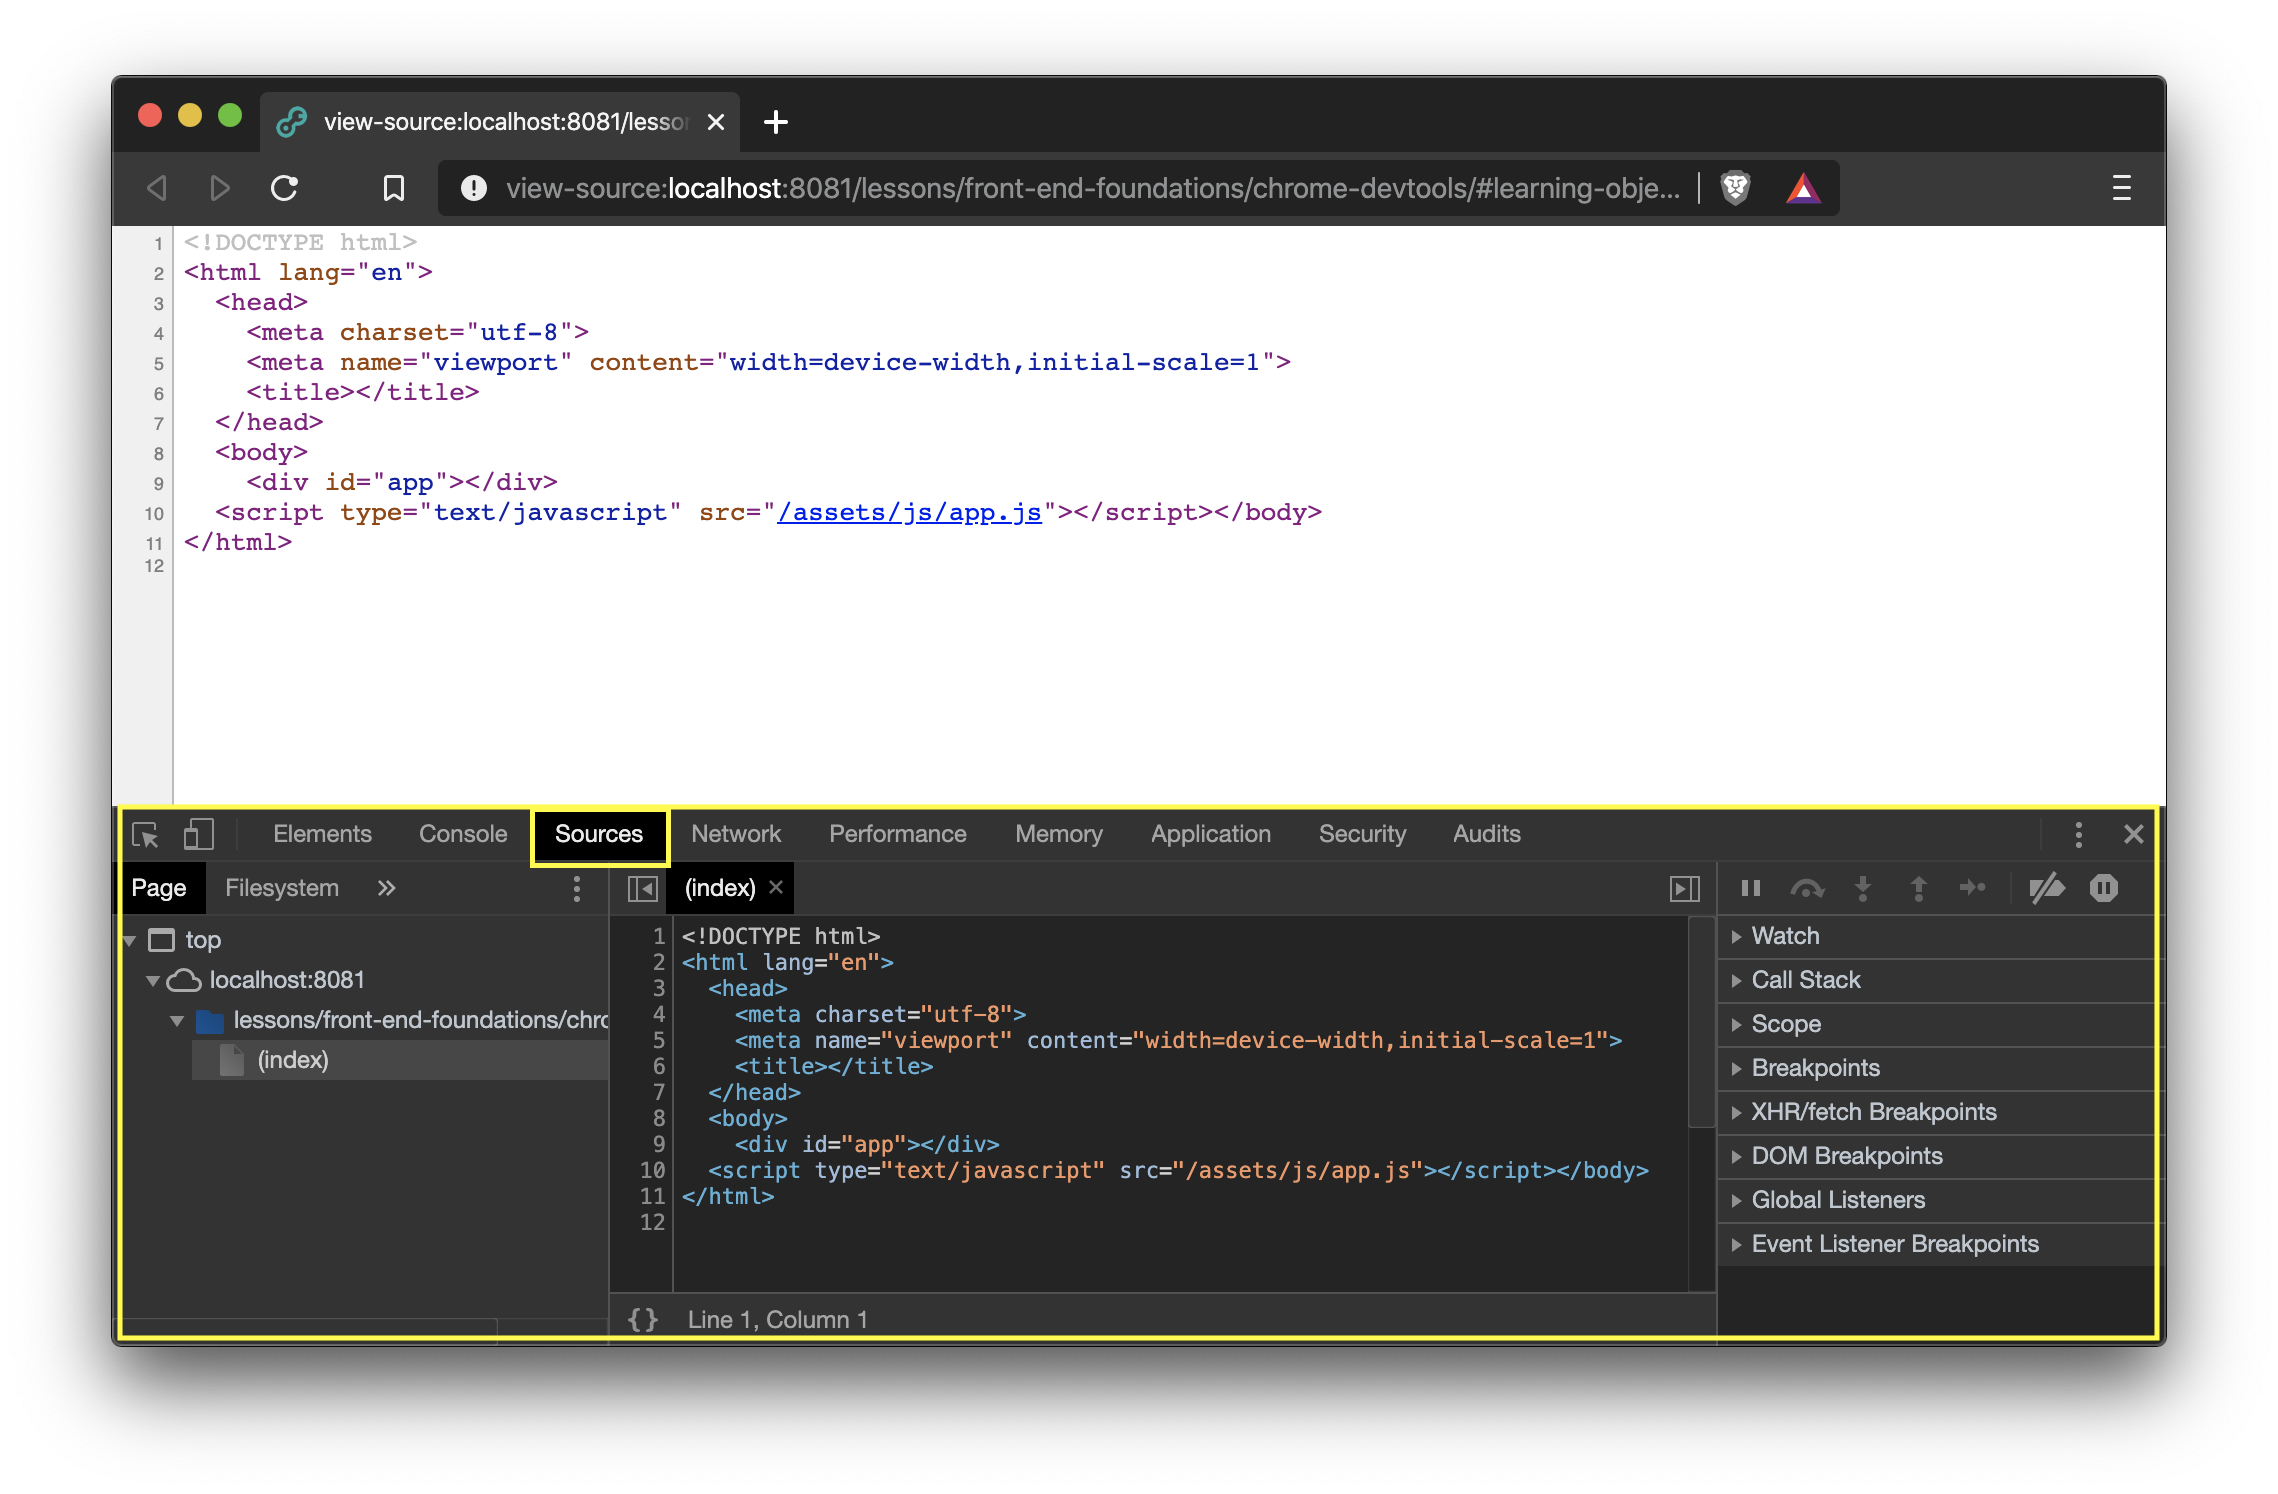 view-source:localhost:8081/lesso
view-source:localhost:8081/lessons/front-end-foundations/chrome-devtools/#learning-obje...
1 <!DOCTYPE html>
2 <html lang="en">
3 <head>
4 <meta charset="utf-8">
5 <meta name="viewport" content="width=device-width,initial-scale=1">
6 <title></title>
7 </head>
8 <body>
9 <div id="app"></div>
10 <script type="text/javascript" src="/assets/js/app.js"></script></body>
11 </html>
12
Elements Console Sources Network Performance Memory Application Security Audits
Page Filesystem »
top
localhost:8081
lessons/front-end-foundations/chro
(index)
(index)
1 <!DOCTYPE html>
2 <html lang="en">
3 <head>
4 <meta charset="utf-8">
5 <meta name="viewport" content="width=device-width,initial-scale=1">
6 <title></title>
7 </head>
8 <body>
9 <div id="app"></div>
10 <script type="text/javascript" src="/assets/js/app.js"></script></body>
11 </html>
12
{} Line 1, Column 1
Watch
Call Stack
Scope
Breakpoints
XHR/fetch Breakpoints
DOM Breakpoints
Global Listeners
Event Listener Breakpoints